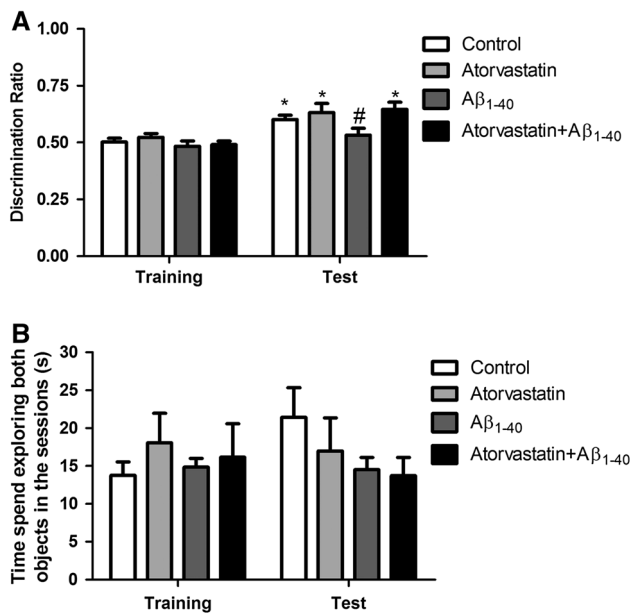 A
Discrimination Ratio
1.00
0.75
0.50
0.25
0.00
* * # *
Training Test
Control
Atorvastatin
Aβ1-40
Atorvastatin+Aβ1-40
B
Time spend exploring both
objects in the sessions (s)
30
25
20
15
10
5
0
Training Test
Control
Atorvastatin
Aβ1-40
Atorvastatin+Aβ1-40